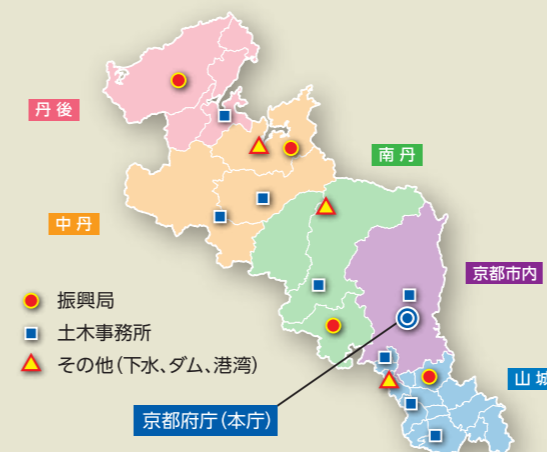 丹後
南丹
中丹
京都市内
振興局
土木事務所
その他(下水、ダム、港湾)
山城
京都府庁(本庁)